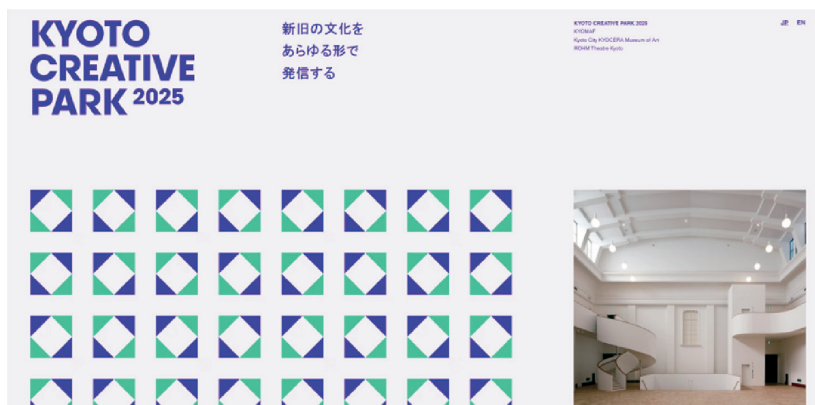 KYOTO
CREATIVE
PARK 2025
新旧の文化を
あらゆる形で
発信する
KYOTO CREATIVE PARK 2025
KYOMAF
Kyoto City KYOCERA Museum of Art
ROHM Theatre Kyoto
JP EN